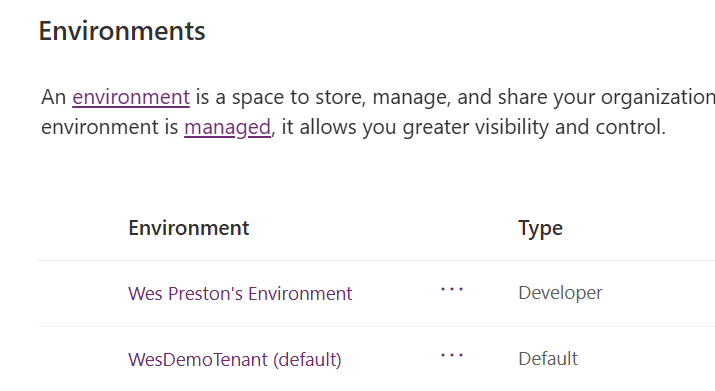 Environments
An environment is a space to store, manage, and share your organization
environment is managed, it allows you greater visibility and control.
Environment Type
Wes Preston's Environment ··· Developer
WesDemoTenant (default) ··· Default